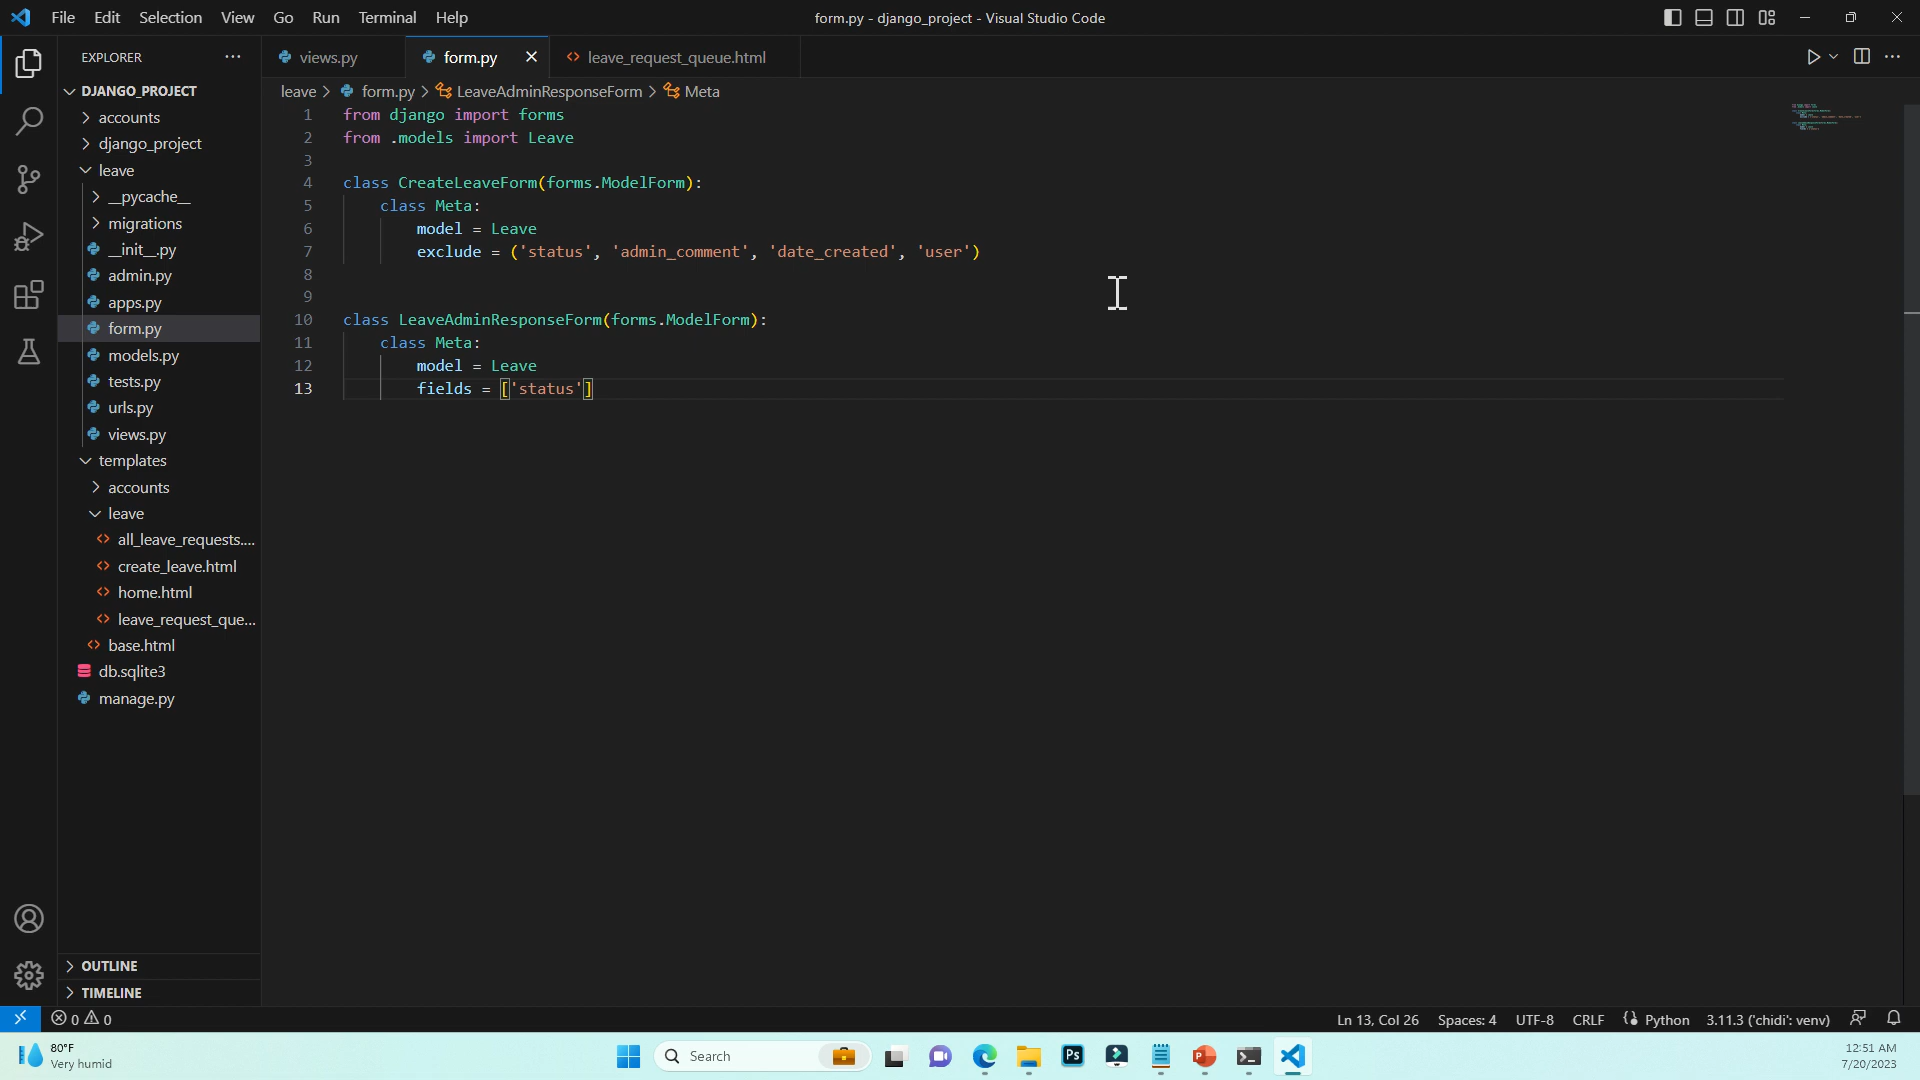 File Edit Selection View Go Run Terminal Help
form.py - django_project - Visual Studio Code
EXPLORER
views.py
form.py
leave_request_queue.html
DJANGO_PROJECT
accounts
django_project
leave
__pycache__
migrations
__init__.py
admin.py
apps.py
form.py
models.py
tests.py
urls.py
views.py
templates
accounts
leave
all_leave_requests....
create_leave.html
home.html
leave_request_que...
base.html
db.sqlite3
manage.py
OUTLINE
TIMELINE
leave > form.py > LeaveAdminResponseForm > Meta
1 from django import forms
2 from .models import Leave
3
4 class CreateLeaveForm(forms.ModelForm):
5 class Meta:
6 model = Leave
7 exclude = ('status', 'admin_comment', 'date_created', 'user')
8
9
10 class LeaveAdminResponseForm(forms.ModelForm):
11 class Meta:
12 model = Leave
13 fields = ['status']
0 0
Ln 13, Col 26 Spaces: 4 UTF-8 CRLF Python 3.11.3 ('chidi': venv)
80°F
Very humid
Search
Ps
P
12:51 AM
7/20/2023